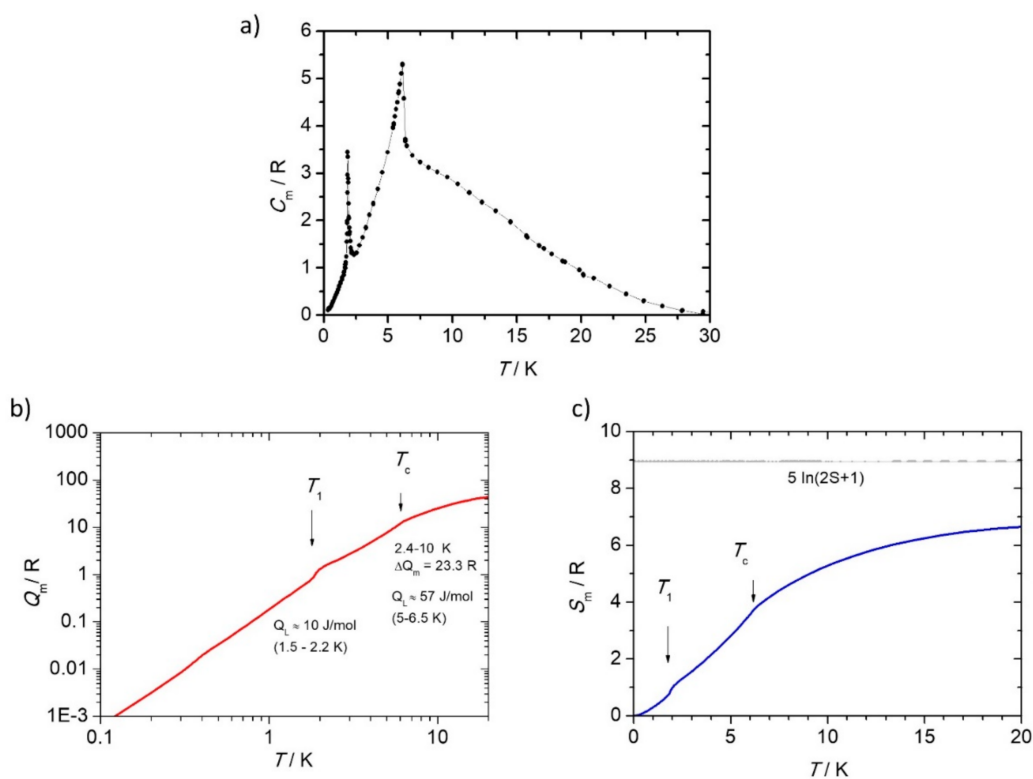 a)
6
5
4
3
2
1
0
C_m / R
0 5 10 15 20 25 30
T / K
b)
1000
100
10
1
0.1
0.01
1E-3
Q_m / R
T_1
T_c
2.4-10 K
ΔQ_m = 23.3 R
Q_L ≈ 57 J/mol
(5-6.5 K)
Q_L ≈ 10 J/mol
(1.5 - 2.2 K)
0.1 1 10
T / K
c)
10
8
6
4
2
0
S_m / R
5 ln(2S+1)
T_c
T_1
0 5 10 15 20
T / K